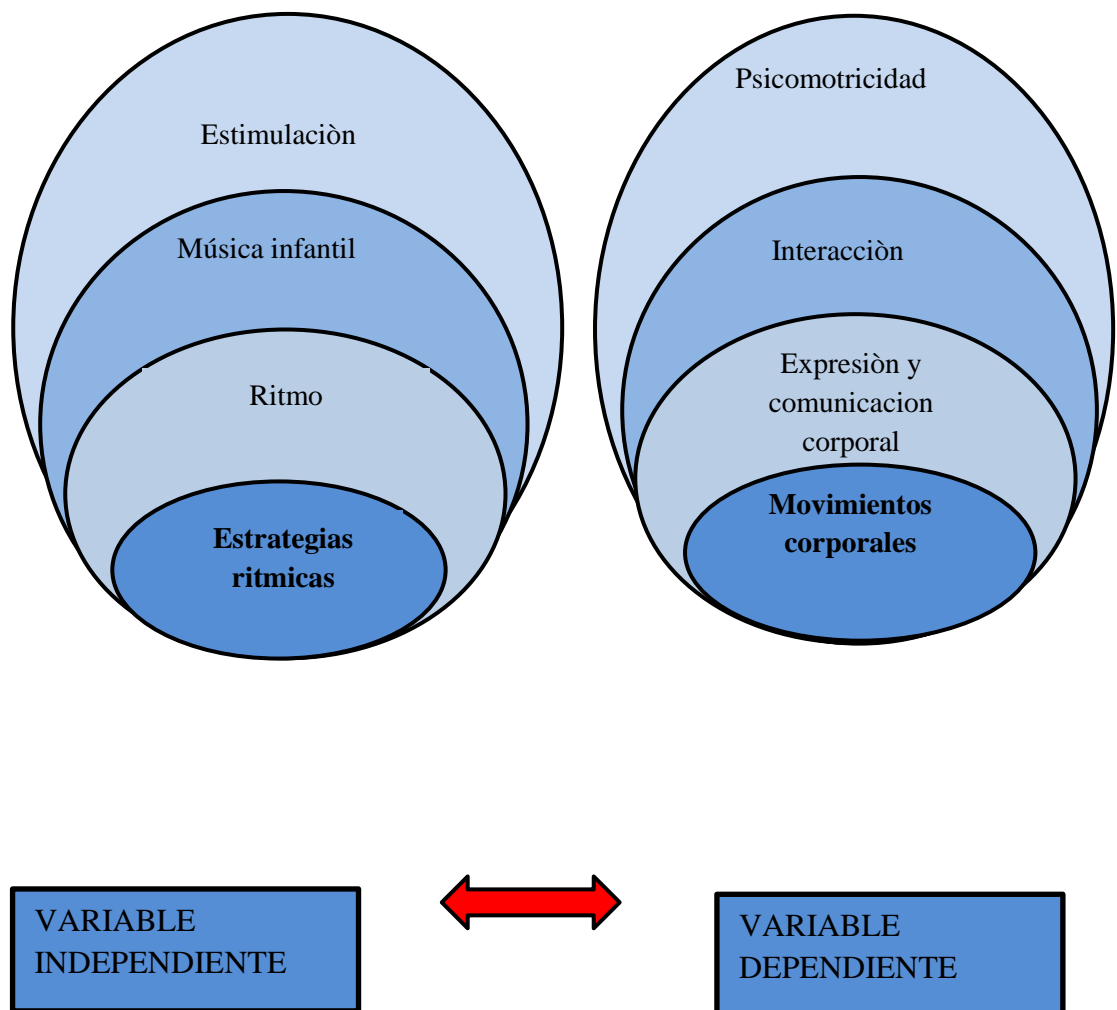 Estimulaciòn
Música infantil
Ritmo
Estrategias
ritmicas
Psicomotricidad
Interacciòn
Expresiòn y
comunicacion
corporal
Movimientos
corporales
VARIABLE
INDEPENDIENTE
VARIABLE
DEPENDIENTE